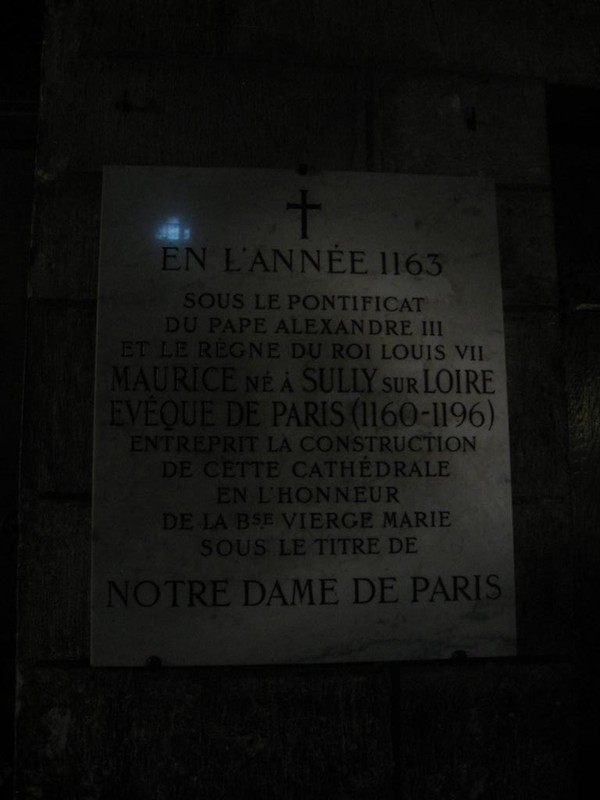 EN L'ANNÉE 1163
SOUS LE PONTIFICAT
DU PAPE ALEXANDRE III
ET LE RÈGNE DU ROI LOUIS VII
MAURICE NÉ À SULLY SUR LOIRE
EVÊQUE DE PARIS (1160-1196)
ENTREPRIT LA CONSTRUCTION
DE CETTE CATHÉDRALE
EN L'HONNEUR
DE LA BSE VIERGE MARIE
SOUS LE TITRE DE
NOTRE DAME DE PARIS